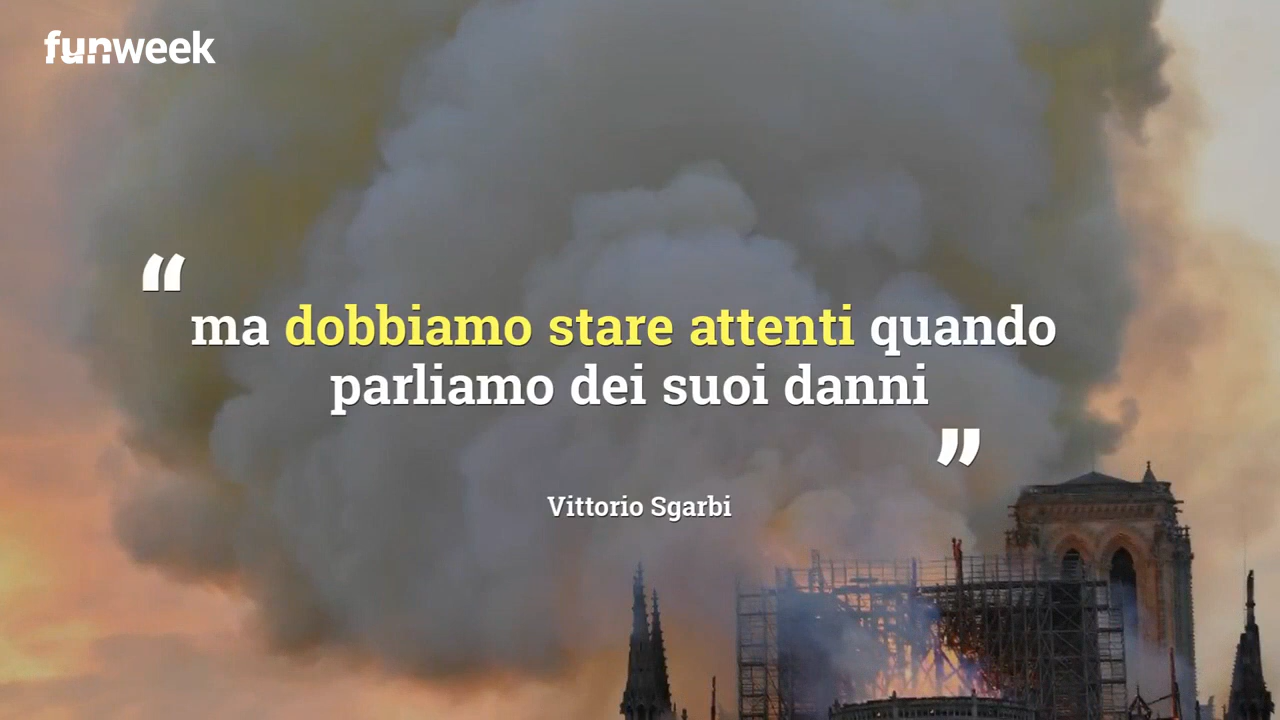 funweek
“ma dobbiamo stare attenti quando
parliamo dei suoi danni”
Vittorio Sgarbi